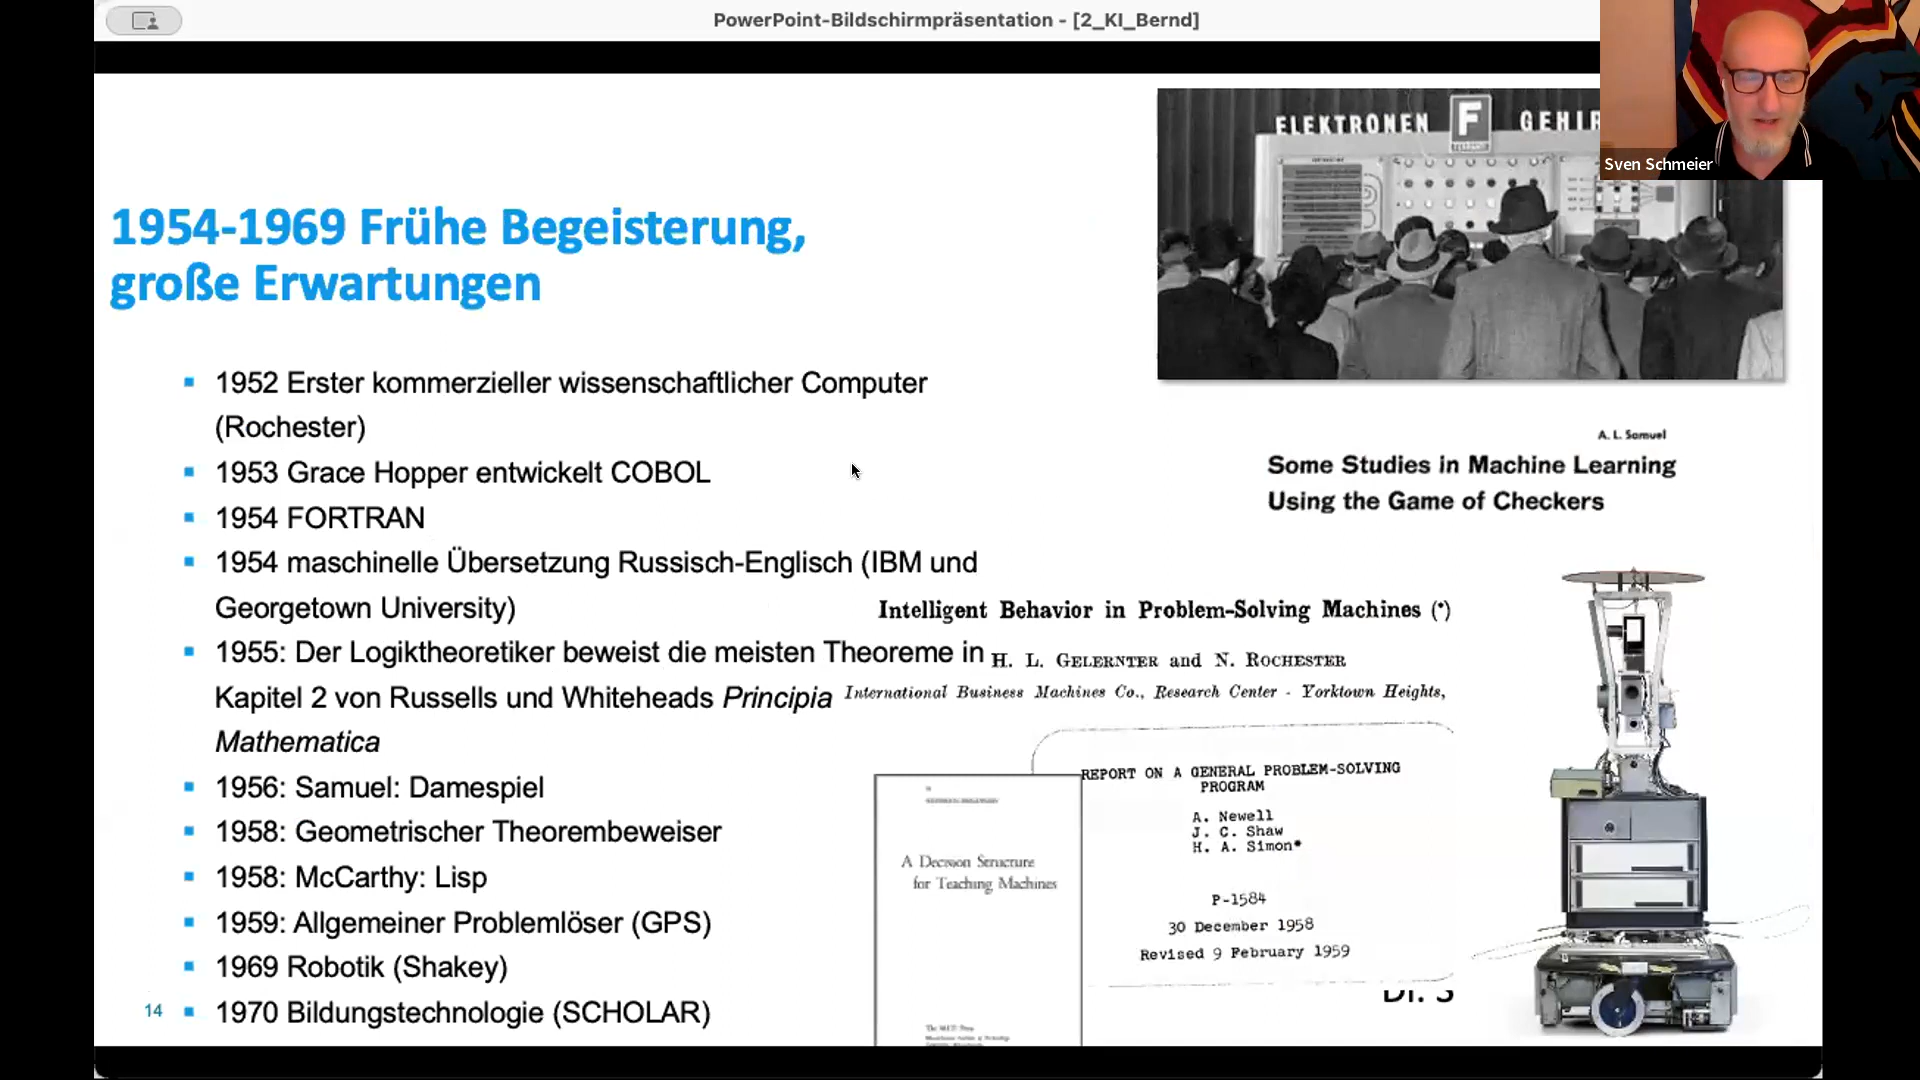 PowerPoint-Bildschirmpräsentation - [2_KI_Bernd]
Sven Schmeier
ELEKTRONEN F GEHIR
1954-1969 Frühe Begeisterung,
große Erwartungen
1952 Erster kommerzieller wissenschaftlicher Computer
(Rochester)
1953 Grace Hopper entwickelt COBOL
1954 FORTRAN
1954 maschinelle Übersetzung Russisch-Englisch (IBM und
Georgetown University)
1955: Der Logiktheoretiker beweist die meisten Theoreme in
Kapitel 2 von Russells und Whiteheads Principia
Mathematica
1956: Samuel: Damespiel
1958: Geometrischer Theorembeweiser
1958: McCarthy: Lisp
1959: Allgemeiner Problemlöser (GPS)
1969 Robotik (Shakey)
1970 Bildungstechnologie (SCHOLAR)
14
A. L. Samuel
Some Studies in Machine Learning
Using the Game of Checkers
Intelligent Behavior in Problem-Solving Machines (*)
H. L. GELERNTER and N. ROCHESTER
International Business Machines Co., Research Center - Yorktown Heights,
REPORT ON A GENERAL PROBLEM-SOLVING
PROGRAM
A. Newell
J. C. Shaw
H. A. Simon*
P-1584
30 December 1958
Revised 9 February 1959
A Decision Structure
for Teaching Machines
The MIT Press
Dr. S